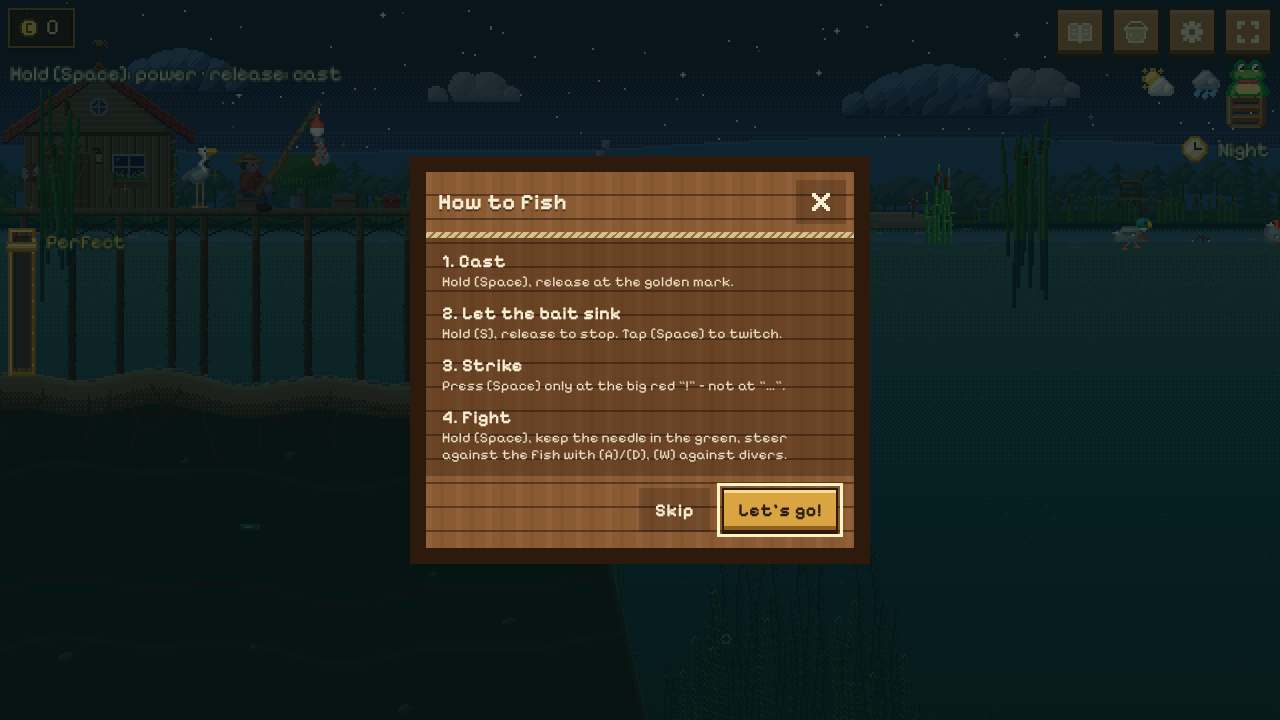 0
Hold [Space]: power · release: cast
Night
Perfect
How to fish
1. Cast
Hold [Space], release at the golden mark.
2. Let the bait sink
Hold [S], release to stop. Tap [Space] to twitch.
3. Strike
Press [Space] only at the big red "!" - not at "…".
4. Fight
Hold [Space], keep the needle in the green, steer
against the fish with [A]/[D], [W] against divers.
Skip
Let's go!